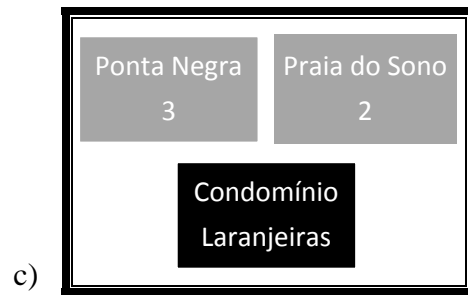 Ponta Negra
3
Praia do Sono
2
Condomínio
Laranjeiras
c)